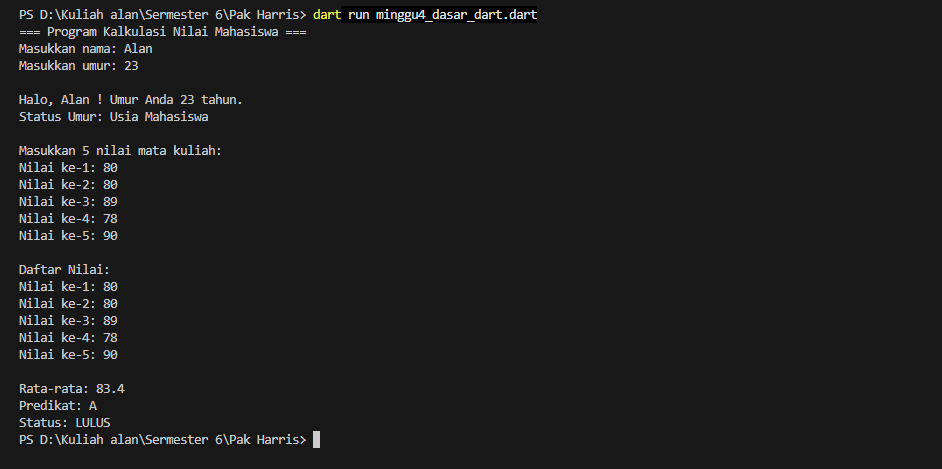 PS D:\Kuliah alan\Sermester 6\Pak Harris> dart run minggu4_dasar_dart.dart
=== Program Kalkulasi Nilai Mahasiswa ===
Masukkan nama: Alan
Masukkan umur: 23
Halo, Alan ! Umur Anda 23 tahun.
Status Umur: Usia Mahasiswa
Masukkan 5 nilai mata kuliah:
Nilai ke-1: 80
Nilai ke-2: 80
Nilai ke-3: 89
Nilai ke-4: 78
Nilai ke-5: 90
Daftar Nilai:
Nilai ke-1: 80
Nilai ke-2: 80
Nilai ke-3: 89
Nilai ke-4: 78
Nilai ke-5: 90
Rata-rata: 83.4
Predikat: A
Status: LULUS
PS D:\Kuliah alan\Sermester 6\Pak Harris>